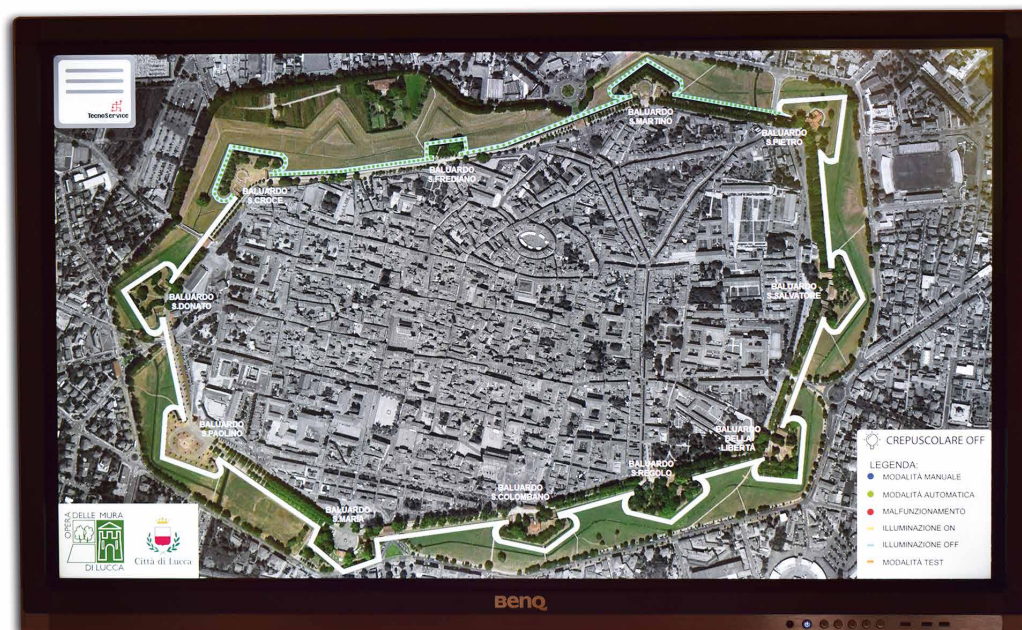 TecnoService
BALUARDO
S.MARTINO
BALUARDO
S.PIETRO
BALUARDO
S.FREDIANO
BALUARDO
S.CROCE
BALUARDO
S.DONATO
BALUARDO
S.SALVATORE
BALUARDO
S.PAOLINO
BALUARDO
DELLA
LIBERTÀ
BALUARDO
S.REGOLO
BALUARDO
S.COLOMBANO
BALUARDO
S.MARIA
CREPUSCOLARE OFF
LEGENDA:
MODALITÀ MANUALE
MODALITÀ AUTOMATICA
MALFUNZIONAMENTO
ILLUMINAZIONE ON
ILLUMINAZIONE OFF
MODALITÀ TEST
OPERA DELLE MURA
DI LUCCA
Città di Lucca
BenQ